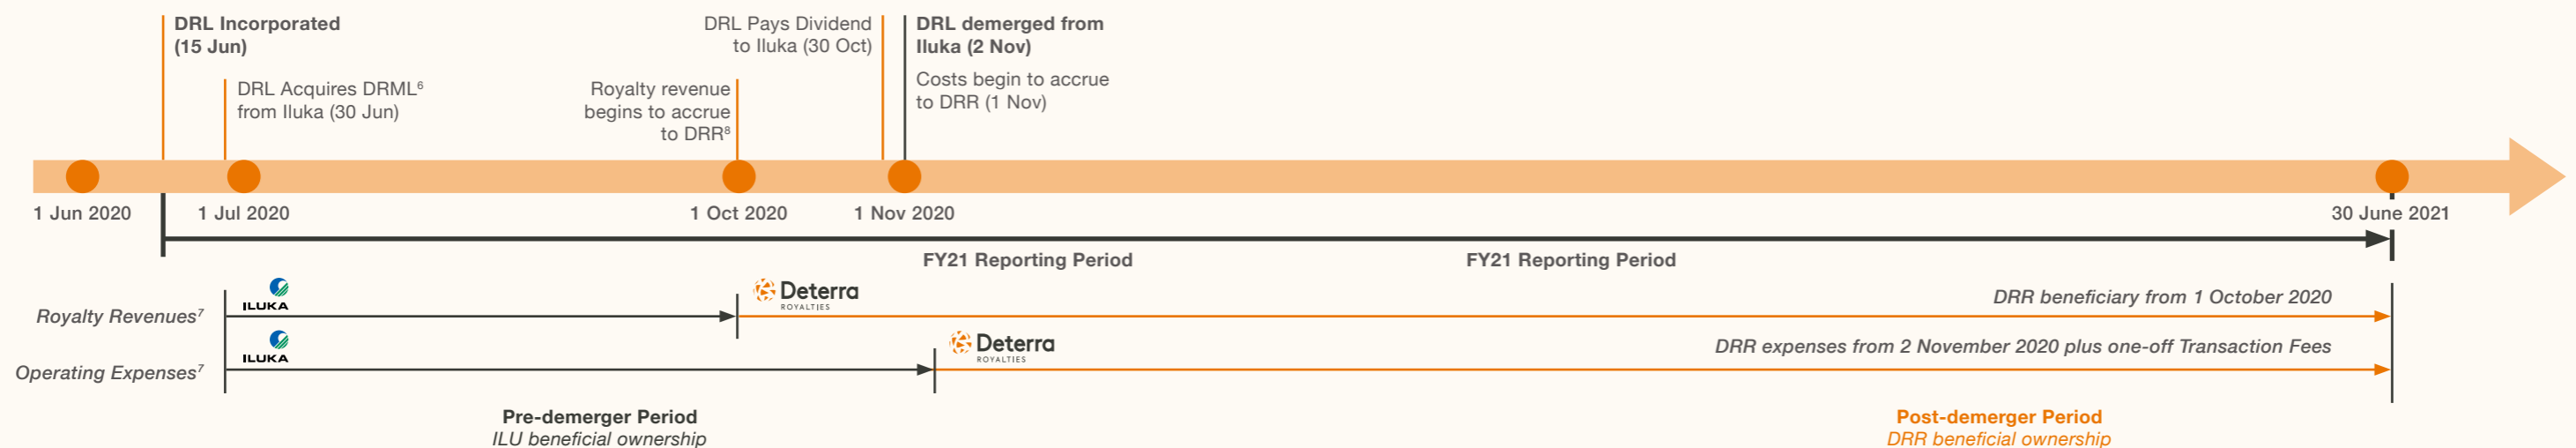 DRL Incorporated
(15 Jun)
DRL Acquires DRML⁶
from Iluka (30 Jun)
Royalty revenue
begins to accrue
to DRR⁸
DRL Pays Dividend
to Iluka (30 Oct)
DRL demerged from
Iluka (2 Nov)
Costs begin to accrue
to DRR (1 Nov)
1 Jun 2020
1 Jul 2020
1 Oct 2020
1 Nov 2020
30 June 2021
FY21 Reporting Period
FY21 Reporting Period
Royalty Revenues⁷
ILUKA
Deterra
ROYALTIES
DRR beneficiary from 1 October 2020
Operating Expenses⁷
ILUKA
Deterra
ROYALTIES
DRR expenses from 2 November 2020 plus one-off Transaction Fees
Pre-demerger Period
ILU beneficial ownership
Post-demerger Period
DRR beneficial ownership